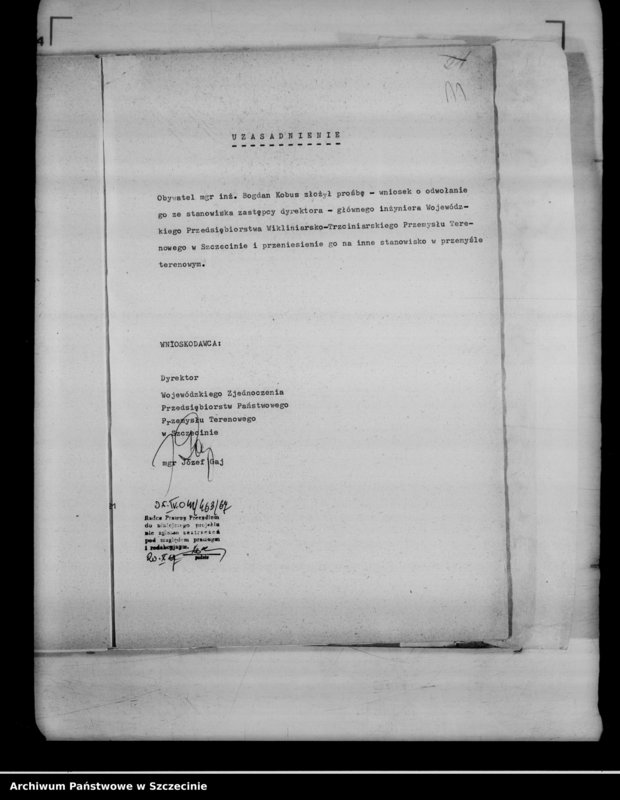 U Z A S A D N I E N I E
Obywatel mgr inż. Bogdan Kobus złożył prośbę - wniosek o odwołanie
go ze stanowiska zastępcy dyrektora - głównego inżyniera Wojewódz-
kiego Przedsiębiorstwa Wikliniarsko-Trzciniarskiego Przemysłu Tere-
nowego w Szczecinie i przeniesienie go na inne stanowisko w przemyśle
terenowym.
WNIOSKODAWCA:
Dyrektor
Wojewódzkiego Zjednoczenia
Przedsiębiorstw Państwowego
Przemysłu Terenowego
w Szczecinie
mgr Józef Gaj
Radca Prawny Prezydium
do niniejszego projektu
nie zgłasza zastrzeżeń
pod względem prawnym
i redakcyjnym.
podpis
Archiwum Państwowe w Szczecinie